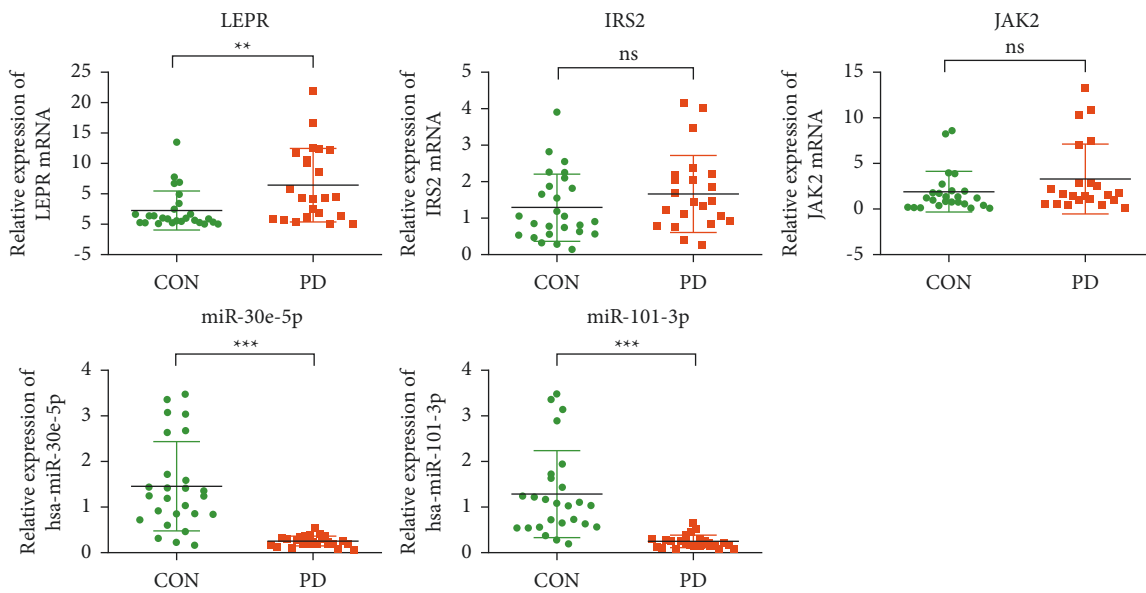 LEPR
**
Relative expression of
LEPR mRNA
25
20
15
10
5
0
-5
CON
PD
IRS2
ns
Relative expression of
IRS2 mRNA
5
4
3
2
1
0
CON
PD
JAK2
ns
Relative expression of
JAK2 mRNA
15
10
5
0
-5
CON
PD
miR-30e-5p
***
Relative expression of
hsa-miR-30e-5p
4
3
2
1
0
CON
PD
miR-101-3p
***
Relative expression of
hsa-miR-101-3p
4
3
2
1
0
CON
PD